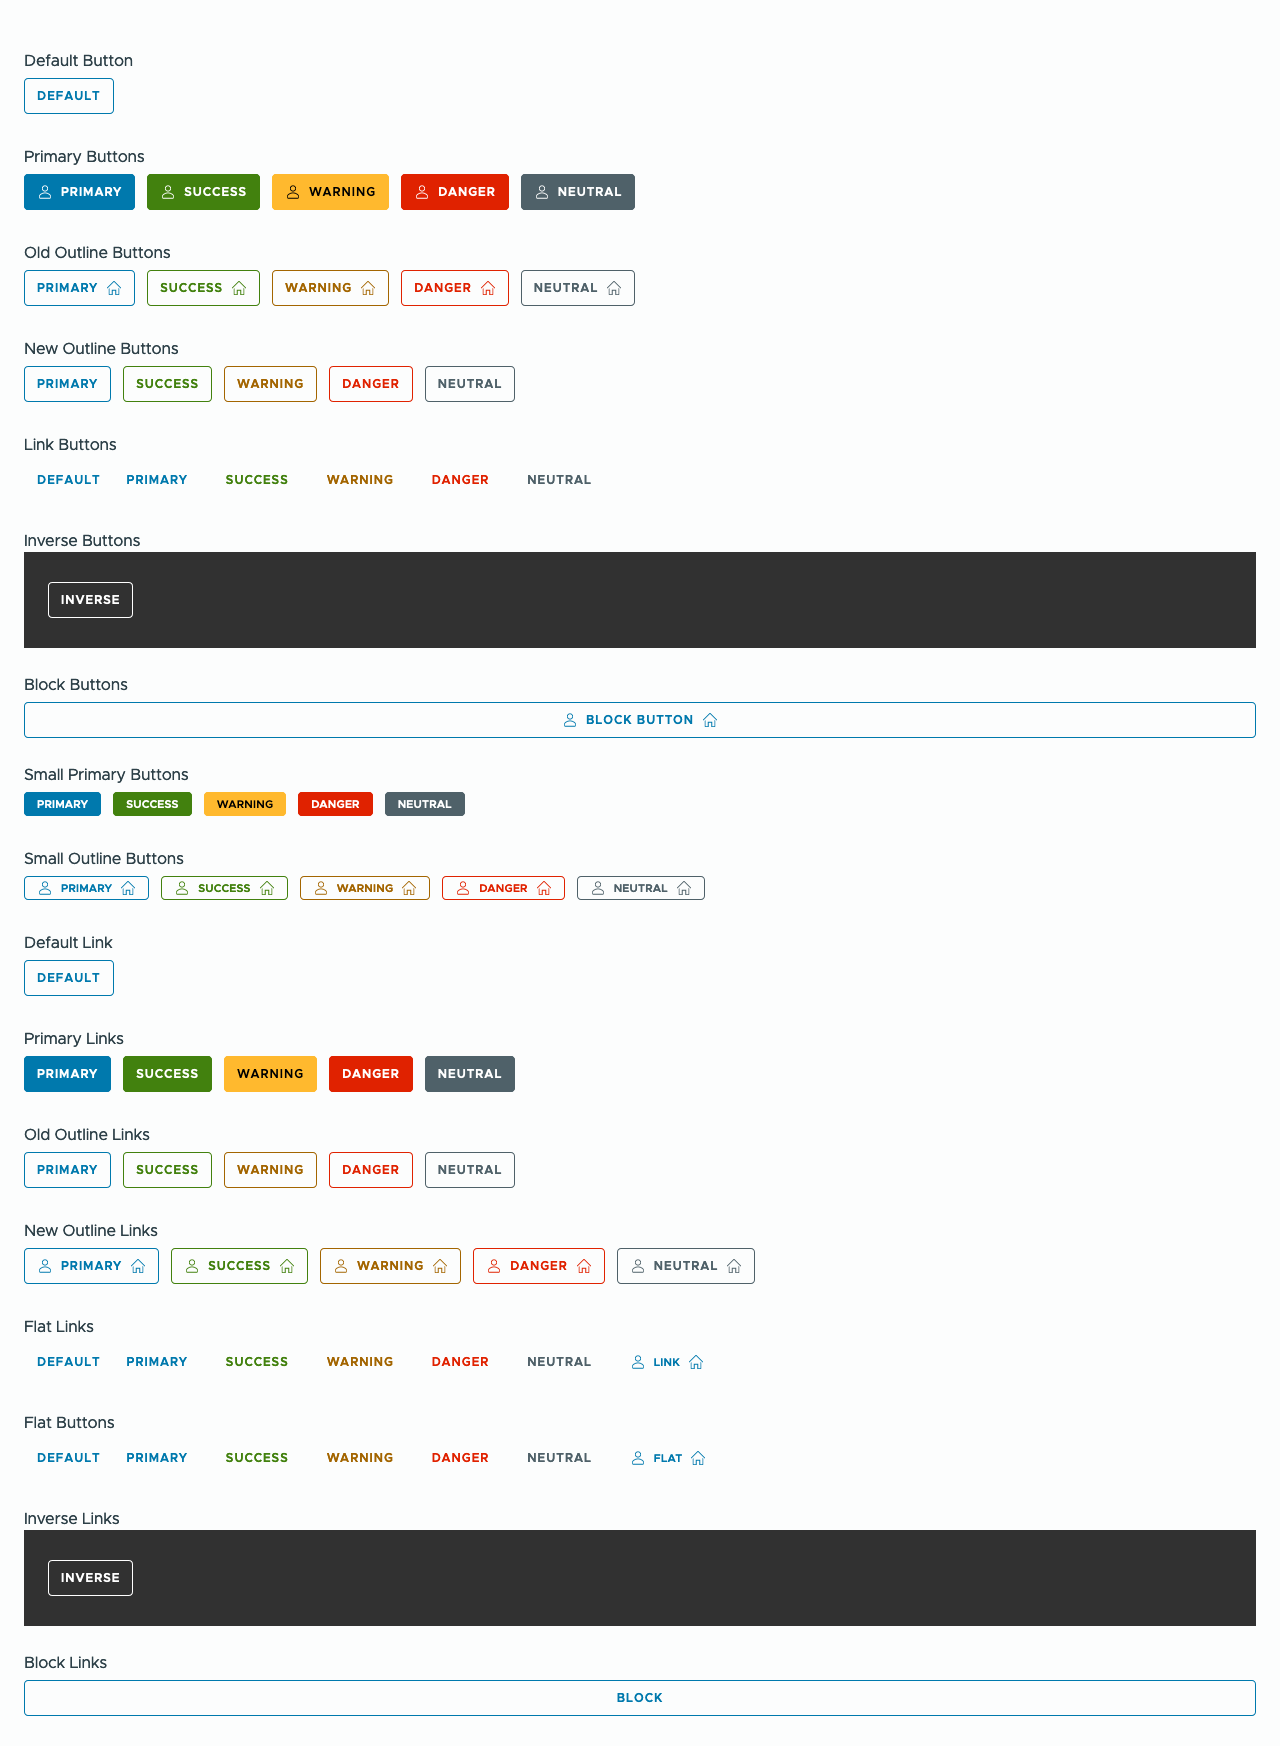 Default Button
DEFAULT
Primary Buttons
PRIMARY SUCCESS WARNING DANGER NEUTRAL
Old Outline Buttons
PRIMARY SUCCESS WARNING DANGER NEUTRAL
New Outline Buttons
PRIMARY SUCCESS WARNING DANGER NEUTRAL
Link Buttons
DEFAULT PRIMARY SUCCESS WARNING DANGER NEUTRAL
Inverse Buttons
INVERSE
Block Buttons
BLOCK BUTTON
Small Primary Buttons
PRIMARY SUCCESS WARNING DANGER NEUTRAL
Small Outline Buttons
PRIMARY SUCCESS WARNING DANGER NEUTRAL
Default Link
DEFAULT
Primary Links
PRIMARY SUCCESS WARNING DANGER NEUTRAL
Old Outline Links
PRIMARY SUCCESS WARNING DANGER NEUTRAL
New Outline Links
PRIMARY SUCCESS WARNING DANGER NEUTRAL
Flat Links
DEFAULT PRIMARY SUCCESS WARNING DANGER NEUTRAL LINK
Flat Buttons
DEFAULT PRIMARY SUCCESS WARNING DANGER NEUTRAL FLAT
Inverse Links
INVERSE
Block Links
BLOCK